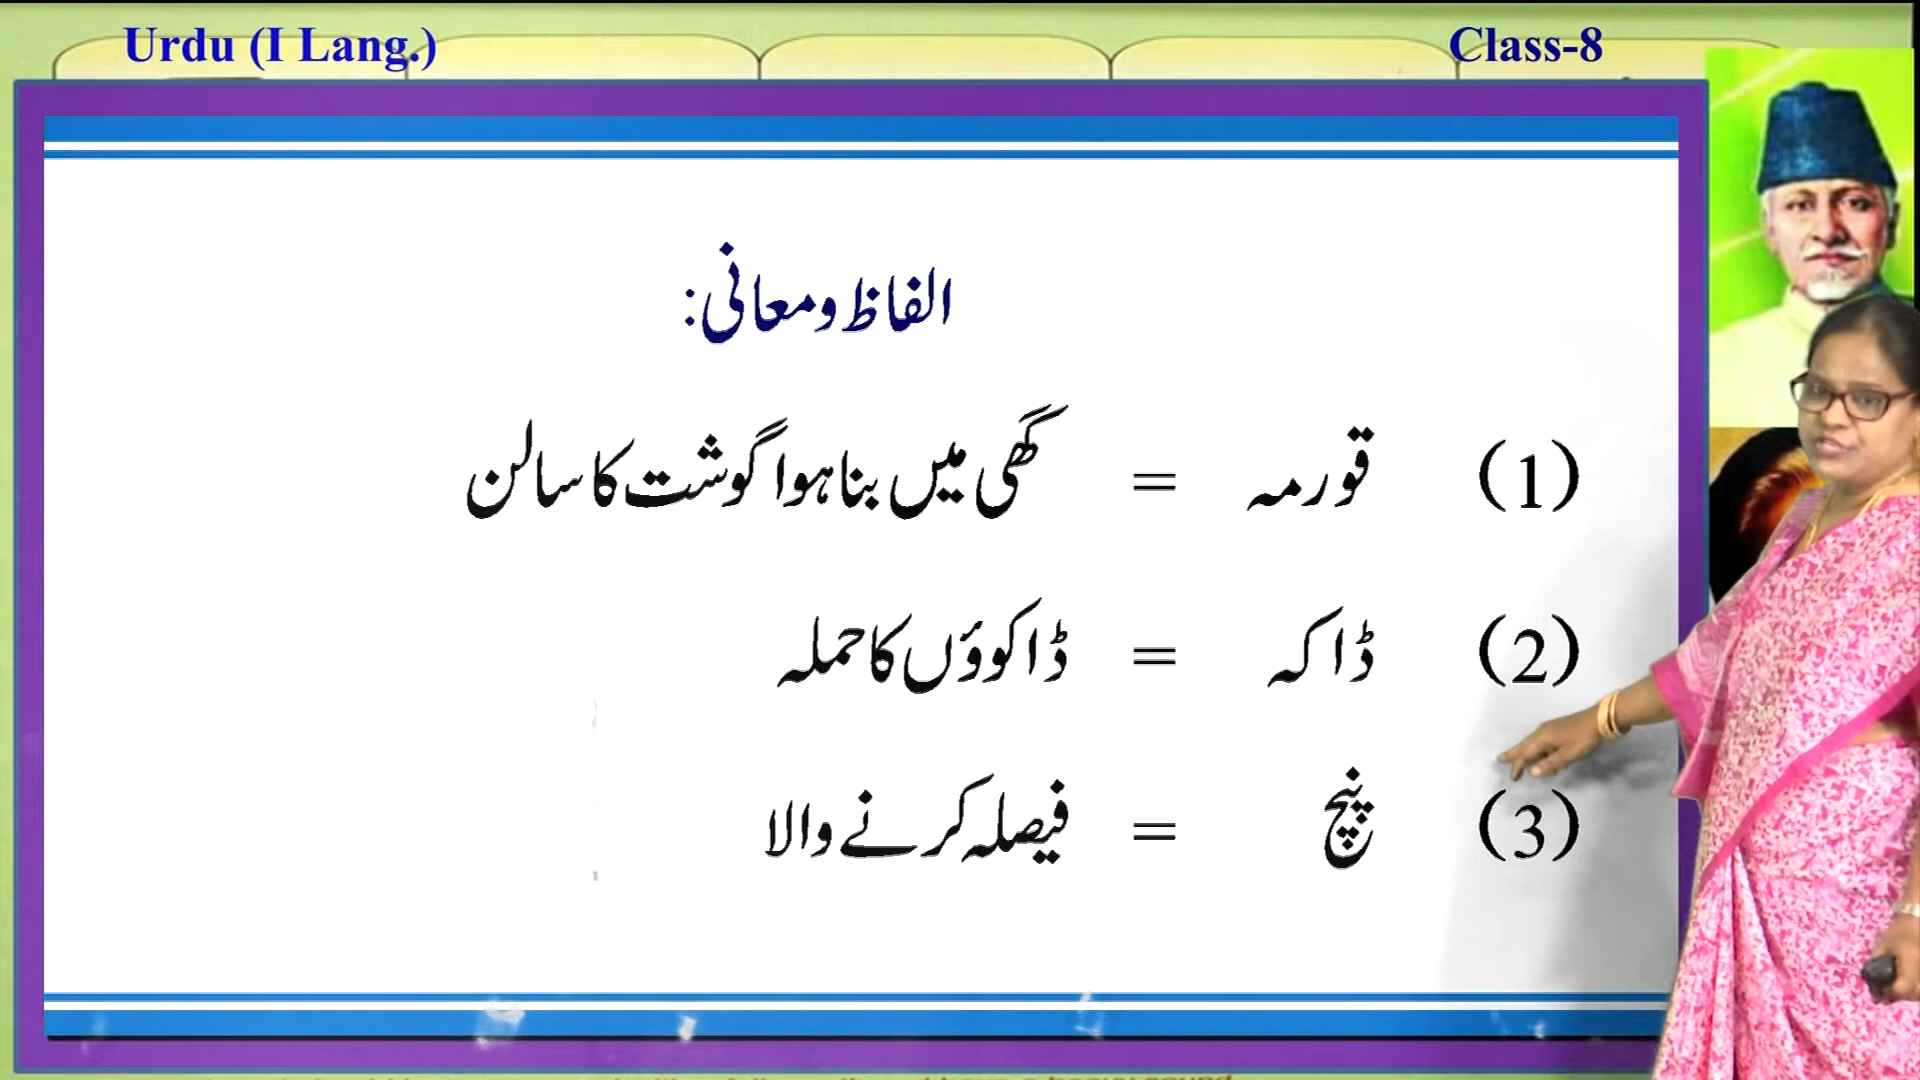 Urdu (I Lang.) Class-8
الفاظ و معانی:
(1) قورمہ = گھی میں بنا ہوا گوشت کا سالن
(2) ڈاکہ = ڈاکوؤں کا حملہ
(3) پنچ = فیصلہ کرنے والا